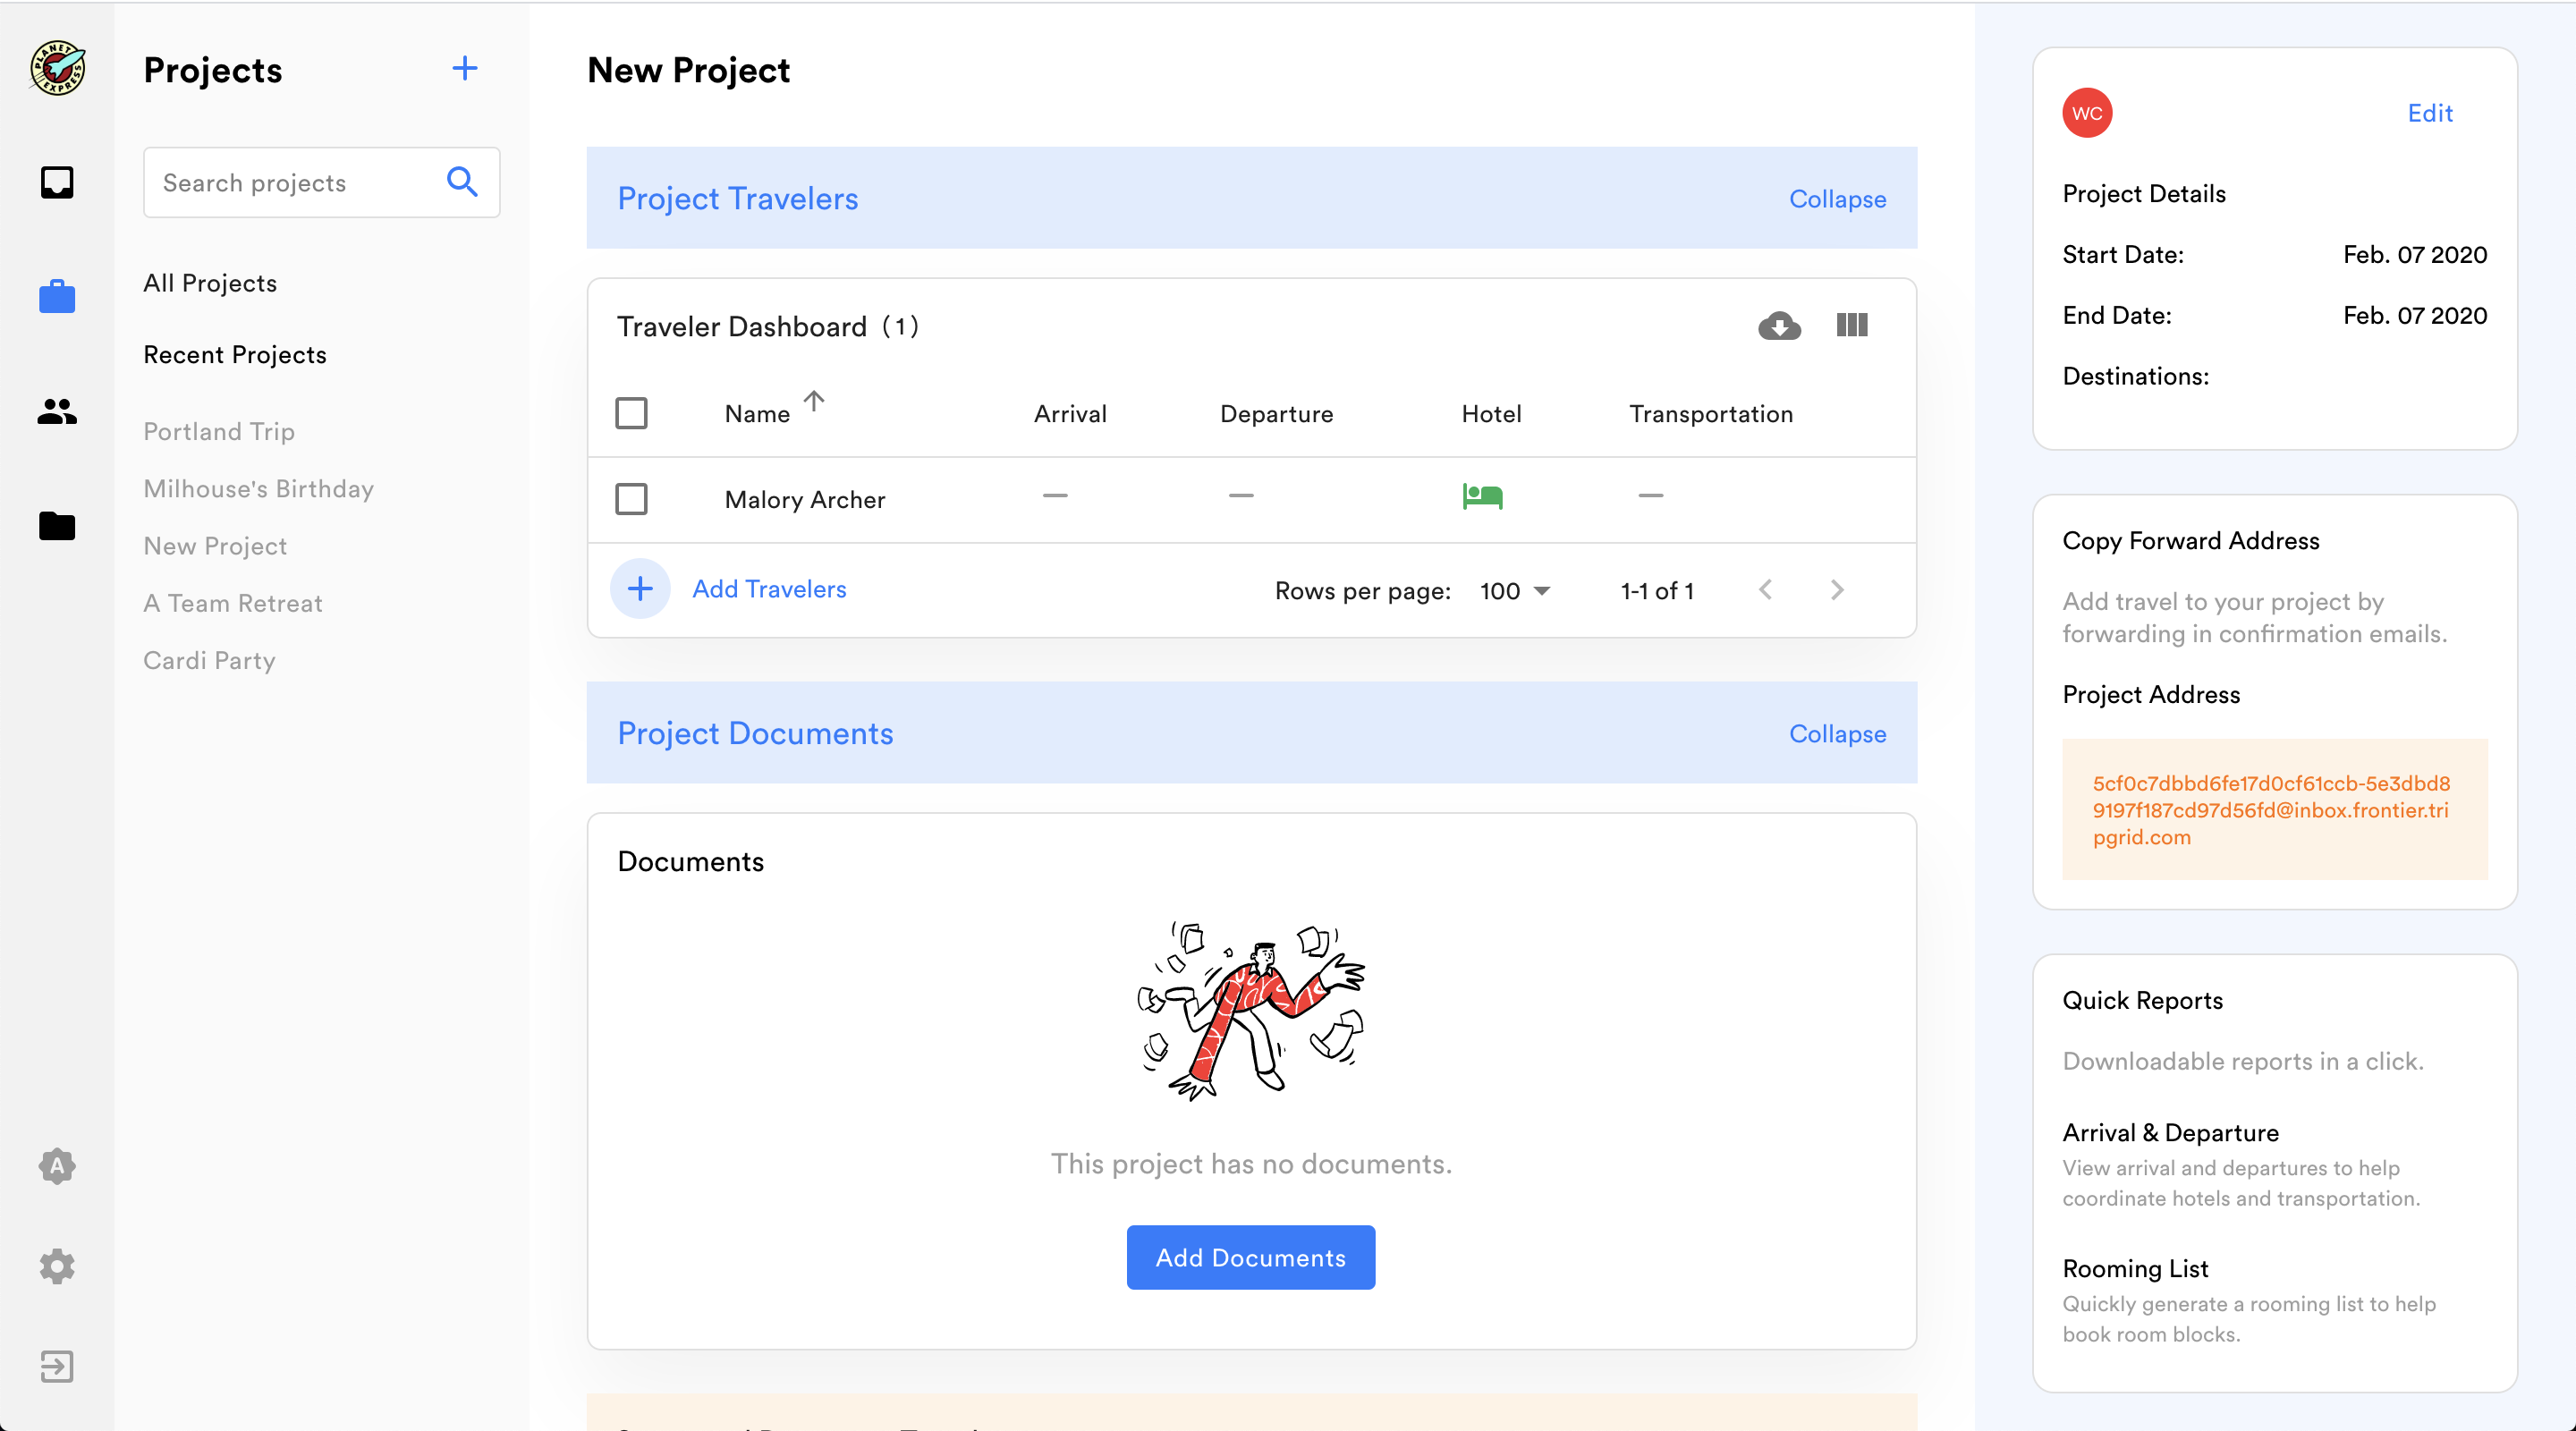 PLANET EXPRESS
Projects
Search projects
All Projects
Recent Projects
Portland Trip
Milhouse's Birthday
New Project
A Team Retreat
Cardi Party
A
New Project
Project Travelers
Collapse
Traveler Dashboard (1)
Name
Arrival
Departure
Hotel
Transportation
Malory Archer
—
—
—
Add Travelers
Rows per page: 100
1-1 of 1
Project Documents
Collapse
Documents
This project has no documents.
Add Documents
WC
Edit
Project Details
Start Date: Feb. 07 2020
End Date: Feb. 07 2020
Destinations:
Copy Forward Address
Add travel to your project by
forwarding in confirmation emails.
Project Address
5cf0c7dbbd6fe17d0cf61ccb-5e3dbd8
9197f187cd97d56fd@inbox.frontier.tri
pgrid.com
Quick Reports
Downloadable reports in a click.
Arrival & Departure
View arrival and departures to help
coordinate hotels and transportation.
Rooming List
Quickly generate a rooming list to help
book room blocks.